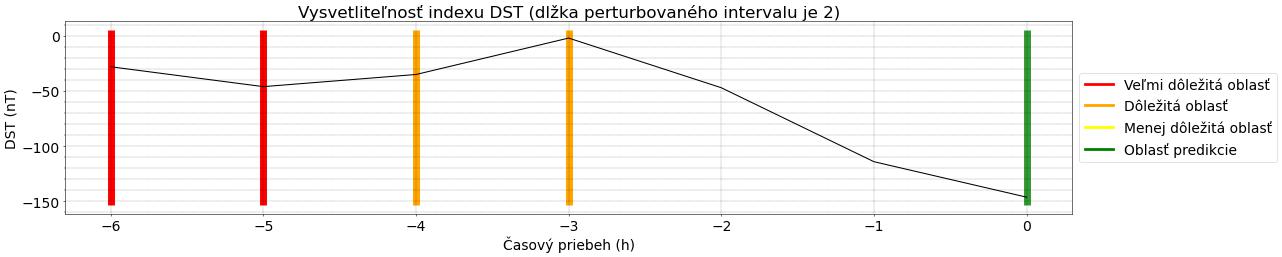 Vysvetliteľnosť indexu DST (dĺžka perturbovaného intervalu je 2)
DST (nT)
0
−50
−100
−150
−6
−5
−4
−3
−2
−1
0
Časový priebeh (h)
Veľmi dôležitá oblasť
Dôležitá oblasť
Menej dôležitá oblasť
Oblasť predikcie